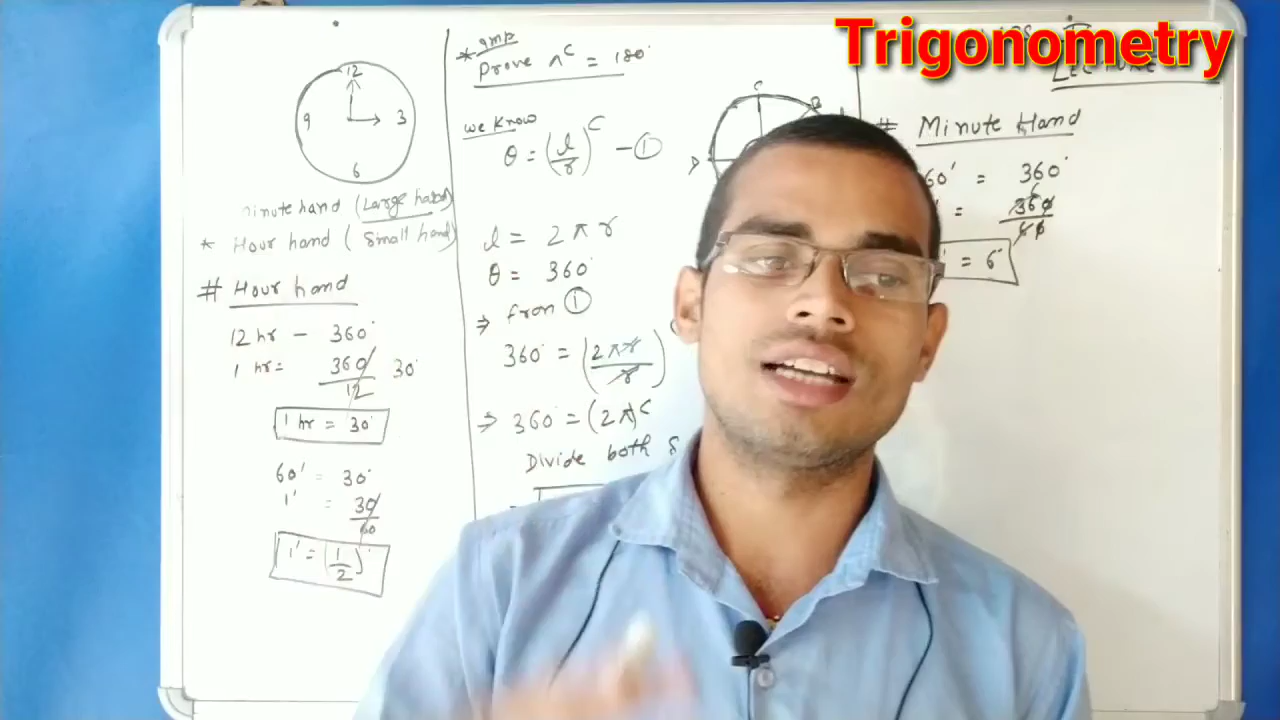 Trigonometry
12
9
3
6
minute hand (Large hand)
* Hour hand ( Small hand)
# Hour hand
12 hr - 360°
1 hr = 360/12 30°
1 hr = 30°
60' = 30°
1' = 30/60
1' = (1/2)°
* Imp
Prove π^c = 180°
we know
θ = (l/r)^c - ①
l = 2πr
θ = 360°
⇒ from ①
360° = (2πr/r)
⇒ 360° = (2π)^c
Divide both
C
B
LECTURE
# Minute Hand
60' = 360°
= 360/60 6
= 6°